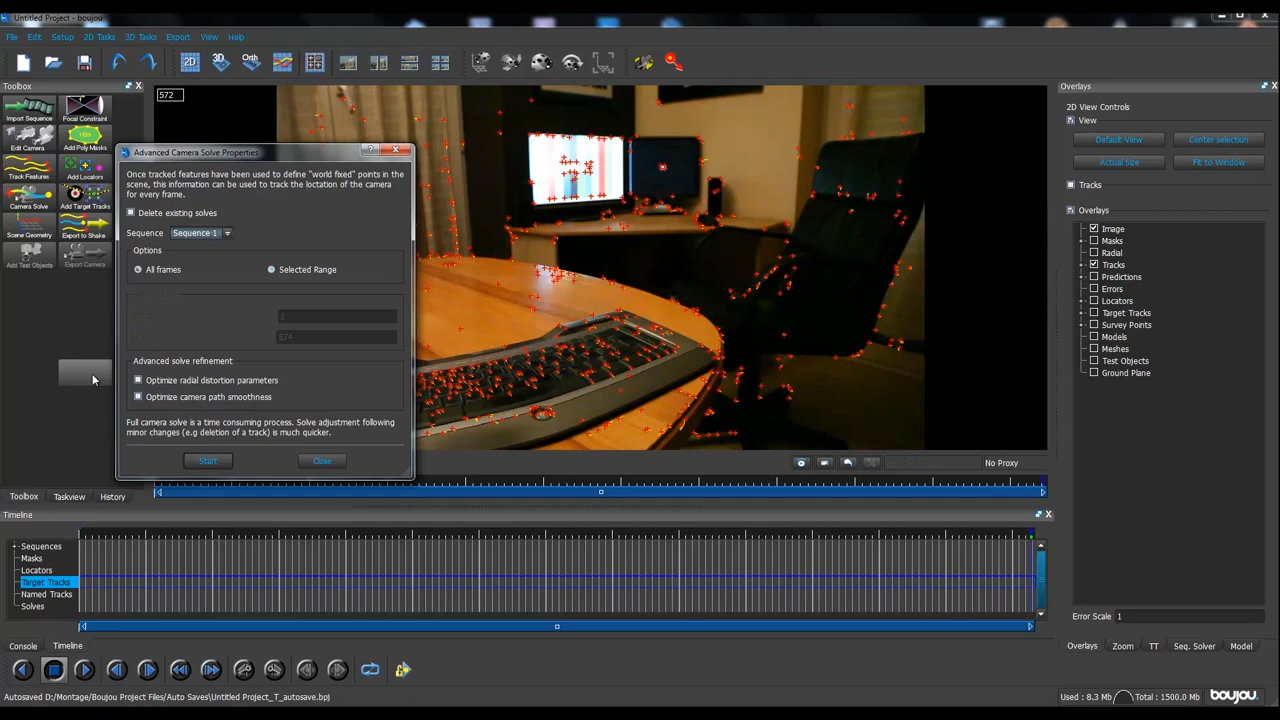 Untitled Project - boujou
File Edit Setup 2D Tasks 3D Tasks Export View Help
2D 3D Orth
Toolbox
Import Sequence Focal Constraint
Edit Camera Add Poly Masks
Track Features Add Locators
Camera Solve Add Target Tracks
Scene Geometry Export to Shake
Add Test Objects Export Camera
572
Advanced Camera Solve Properties
Once tracked features have been used to define "world fixed" points in the
scene, this information can be used to track the loctation of the camera
for every frame.
Delete existing solves
Sequence Sequence 1
Options
All frames Selected Range
1
574
Advanced solve refinement
Optimize radial distortion parameters
Optimize camera path smoothness
Full camera solve is a time consuming process. Solve adjustment following
minor changes (e.g deletion of a track) is much quicker.
Start Close
No Proxy
Toolbox Taskview History
Overlays
2D View Controls
View
Default View Center selection
Actual Size Fit to Window
Tracks
Overlays
Image
Masks
Radial
Tracks
Predictions
Errors
Locators
Target Tracks
Survey Points
Models
Meshes
Test Objects
Ground Plane
Error Scale 1
Overlays Zoom TT Seq. Solver Model
Timeline
Sequences
Masks
Locators
Target Tracks
Named Tracks
Solves
Console Timeline
Autosaved D:/Montage/Boujou Project Files/Auto Saves\Untitled Project_T_autosave.bpj
Used : 8.3 Mb Total : 1500.0 Mb boujou